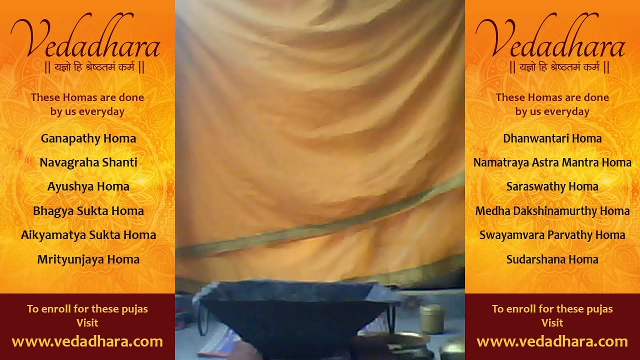 Vedadhara
|| यज्ञो हि श्रेष्ठतमं कर्म ||
These Homas are done
by us everyday
Ganapathy Homa
Navagraha Shanti
Ayushya Homa
Bhagya Sukta Homa
Aikyamatya Sukta Homa
Mrityunjaya Homa
To enroll for these pujas
Visit
www.vedadhara.com
Vedadhara
|| यज्ञो हि श्रेष्ठतमं कर्म ||
These Homas are done
by us everyday
Dhanwantari Homa
Namatraya Astra Mantra Homa
Saraswathy Homa
Medha Dakshinamurthy Homa
Swayamvara Parvathy Homa
Sudarshana Homa
To enroll for these pujas
Visit
www.vedadhara.com